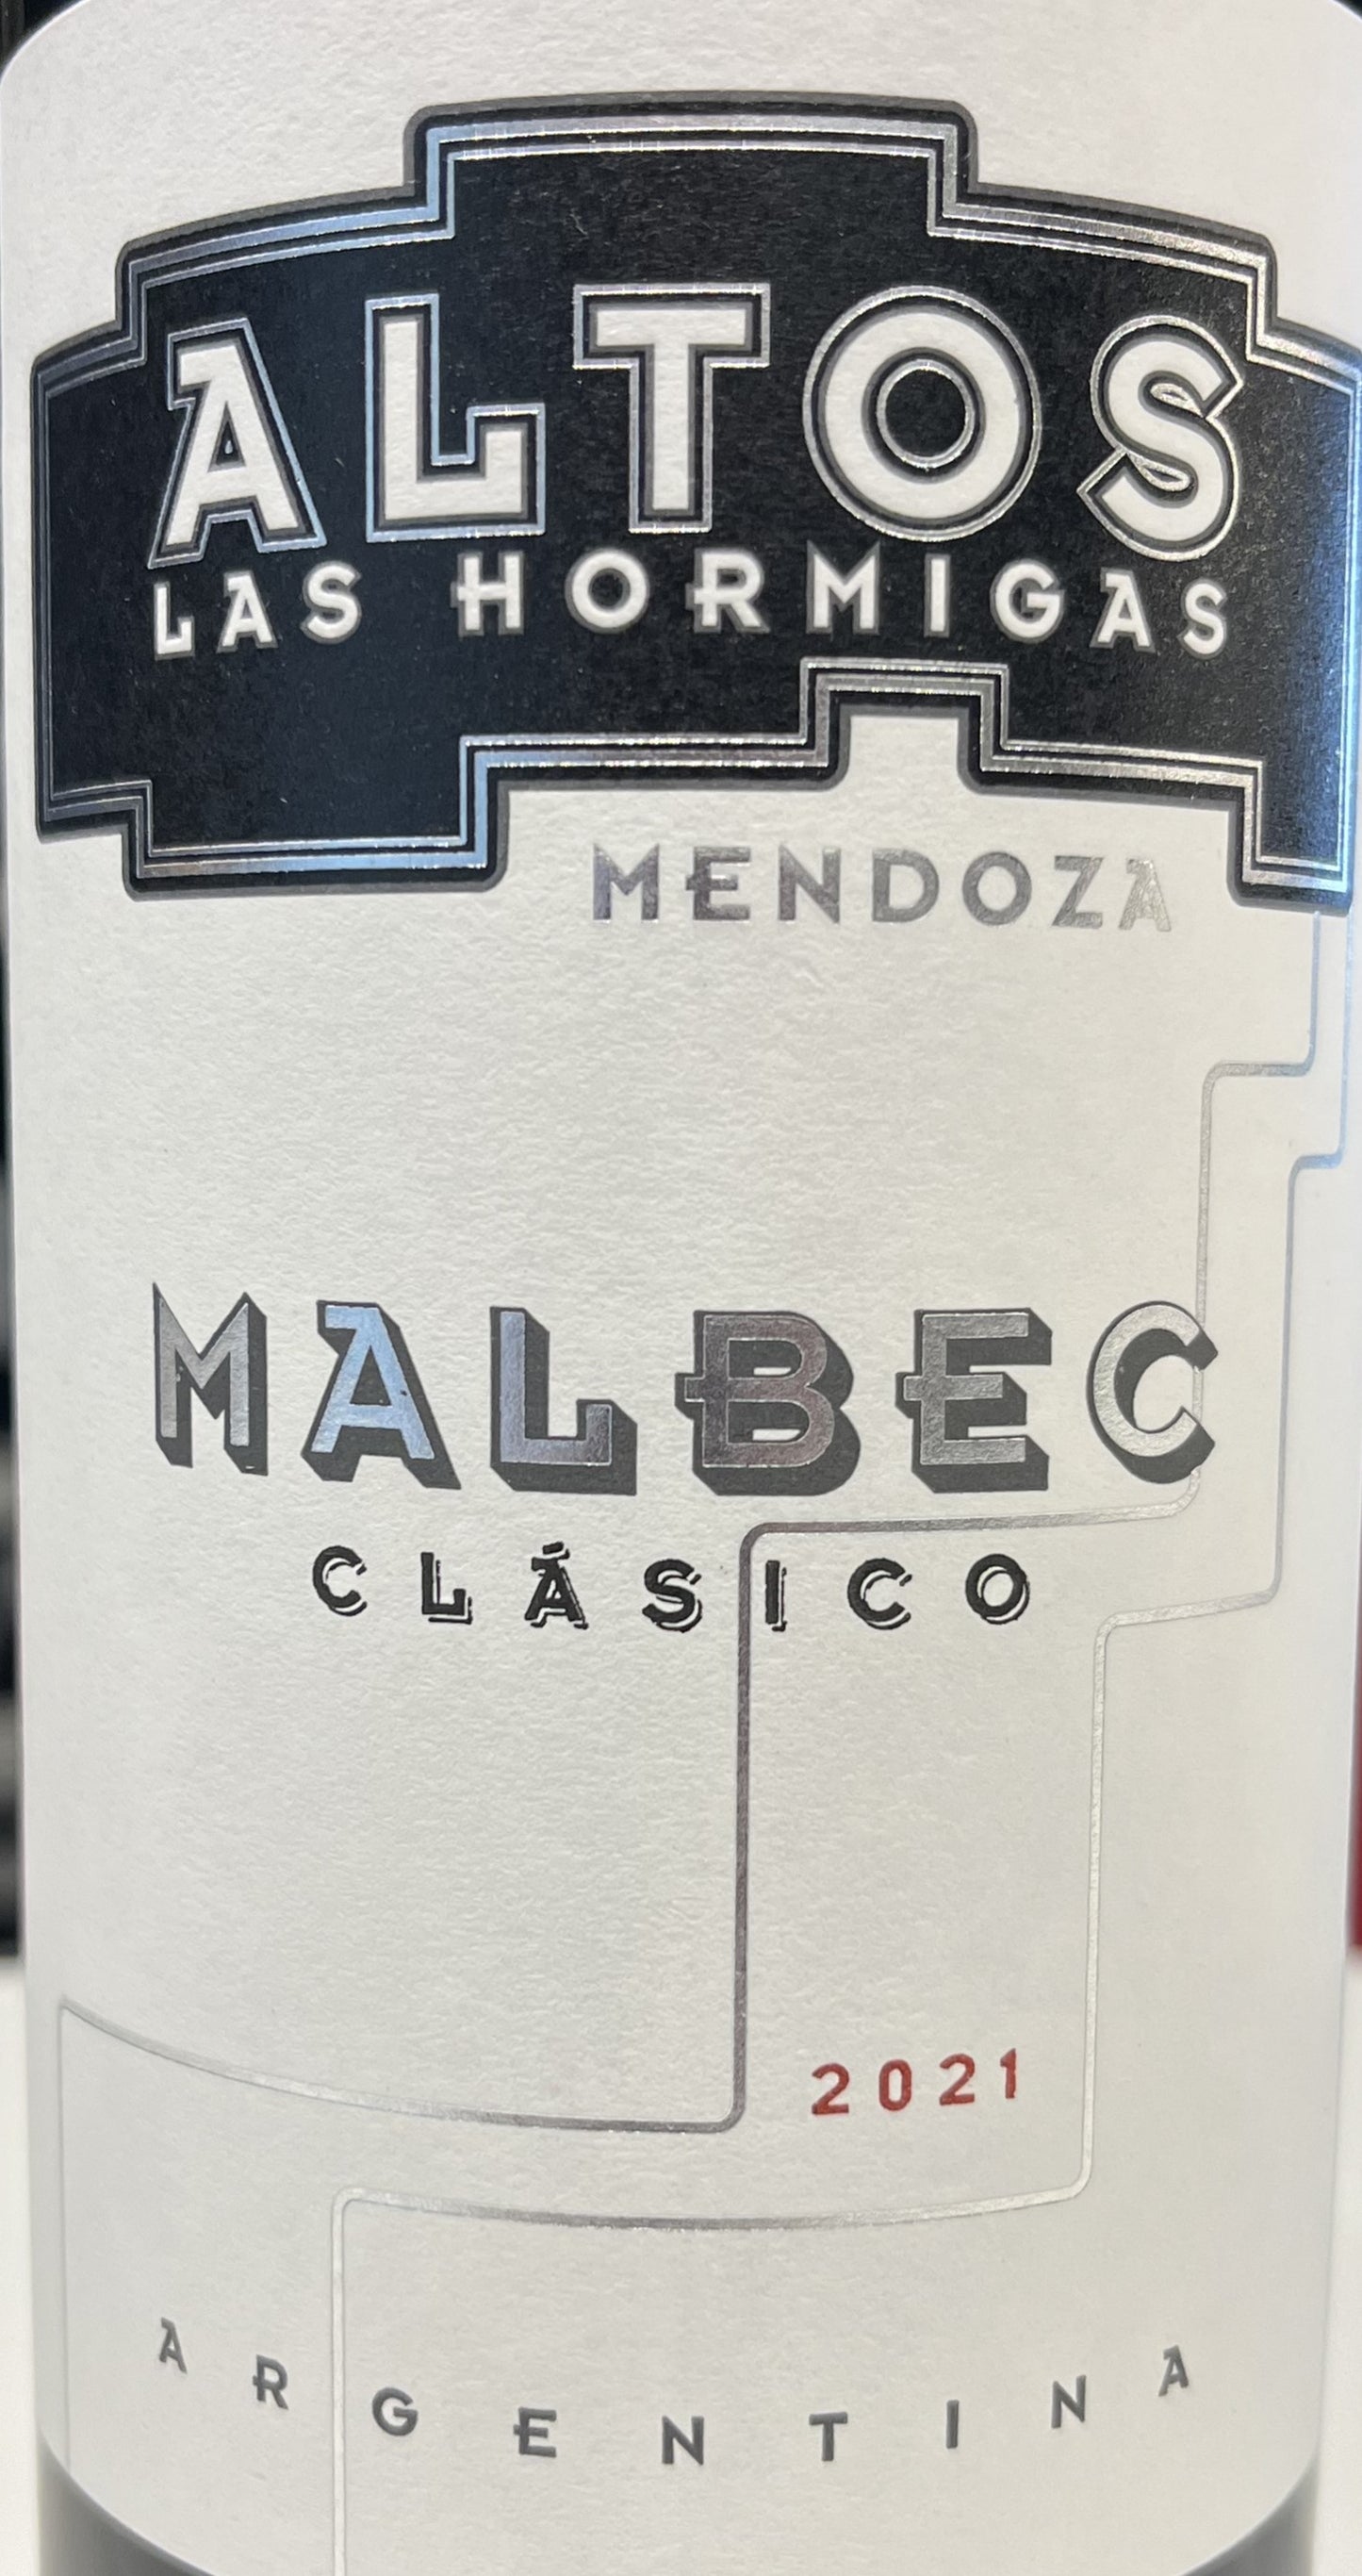 ALTOS
LAS HORMIGAS
MENDOZA
MALBEC
CLÁSICO
2021
ARGENTINA